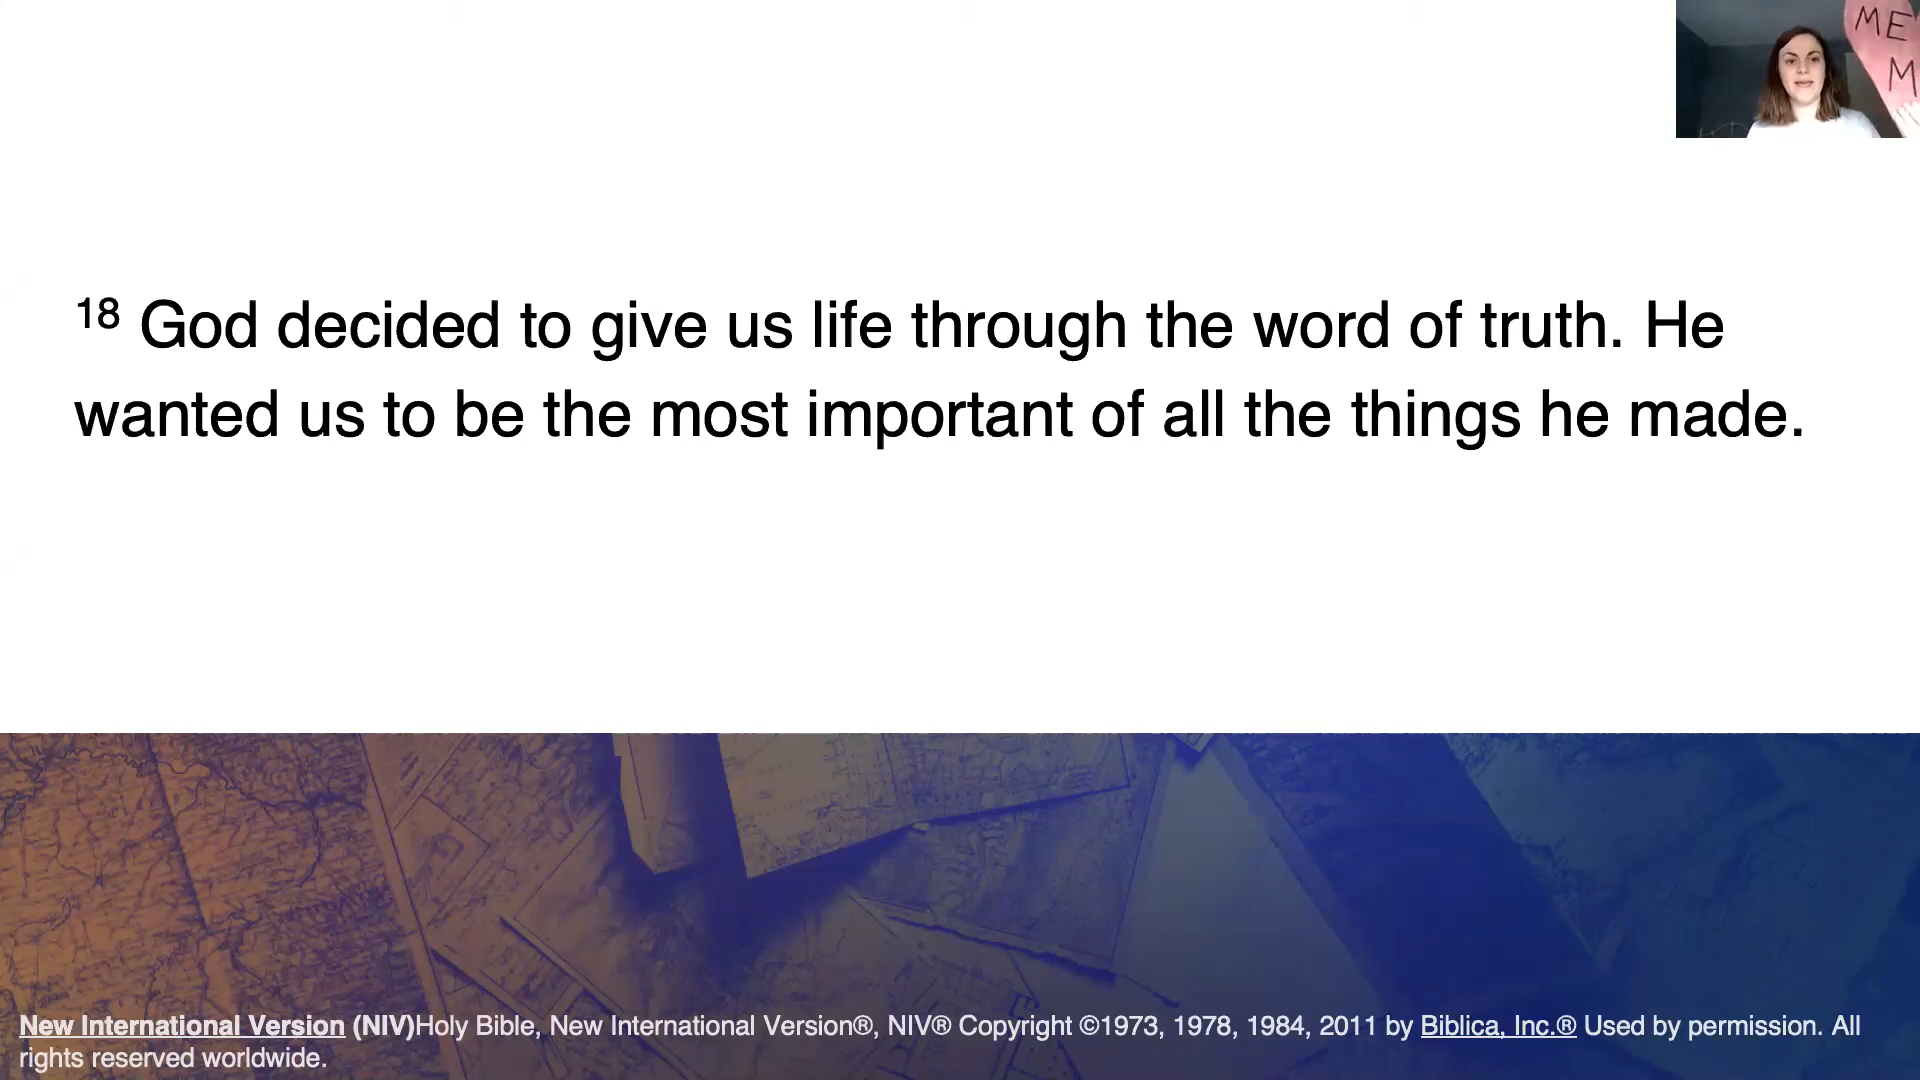 ME
M
18 God decided to give us life through the word of truth. He
wanted us to be the most important of all the things he made.
New International Version (NIV)Holy Bible, New International Version®, NIV® Copyright ©1973, 1978, 1984, 2011 by Biblica, Inc.® Used by permission. All
rights reserved worldwide.